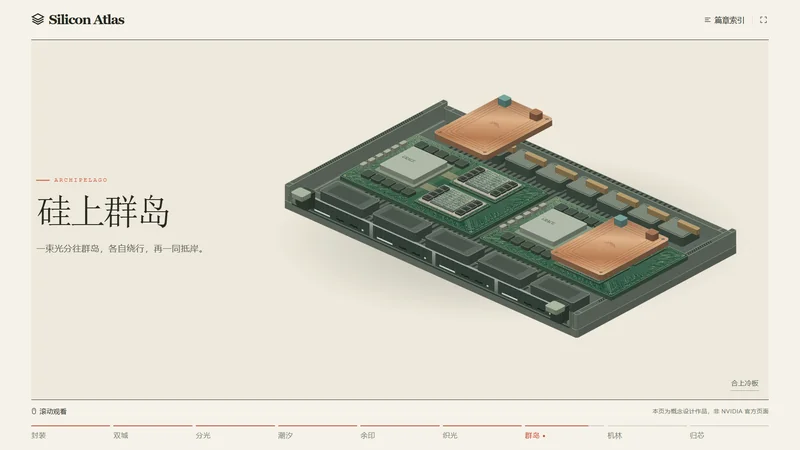 Silicon Atlas
篇章索引
ARCHIPELAGO
硅上群岛
一束光分往群岛，各自绕行，再一同抵岸。
合上冷板
滚动观看
本页为概念设计作品，非 NVIDIA 官方页面
封装
双城
分光
潮汐
余印
织光
群岛
机林
归芯